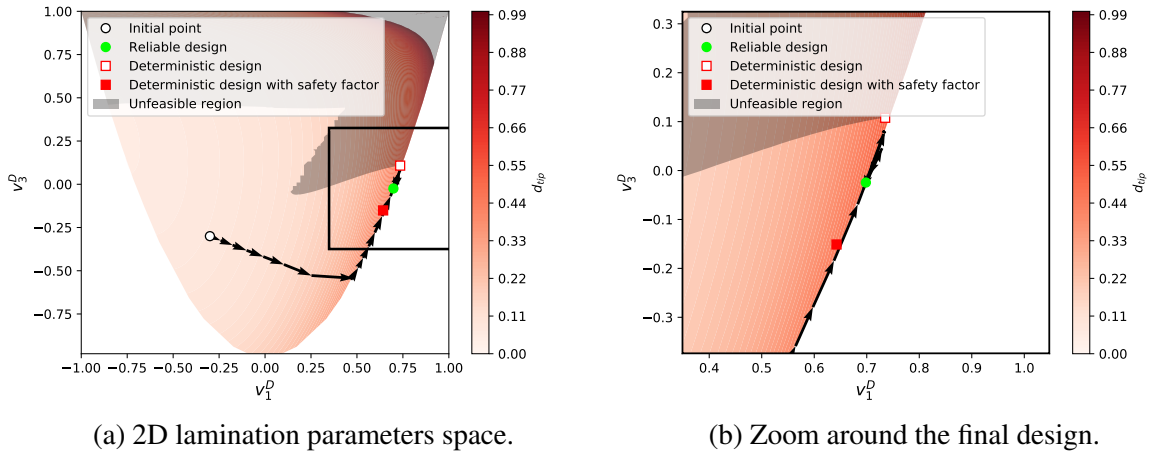 Initial point
Reliable design
Deterministic design
Deterministic design with safety factor
Unfeasible region
1.00
0.75
0.50
0.25
0.00
−0.25
−0.50
−0.75
−1.00 −0.75 −0.50 −0.25 0.00 0.25 0.50 0.75 1.00
v_1^D
v_3^D
0.99
0.88
0.77
0.66
0.55
0.44
0.33
0.22
0.11
0.00
d_tip
(a) 2D lamination parameters space.
Initial point
Reliable design
Deterministic design
Deterministic design with safety factor
Unfeasible region
0.3
0.2
0.1
0.0
−0.1
−0.2
−0.3
0.4 0.5 0.6 0.7 0.8 0.9 1.0
v_1^D
v_3^D
0.99
0.88
0.77
0.66
0.55
0.44
0.33
0.22
0.11
0.00
d_tip
(b) Zoom around the final design.